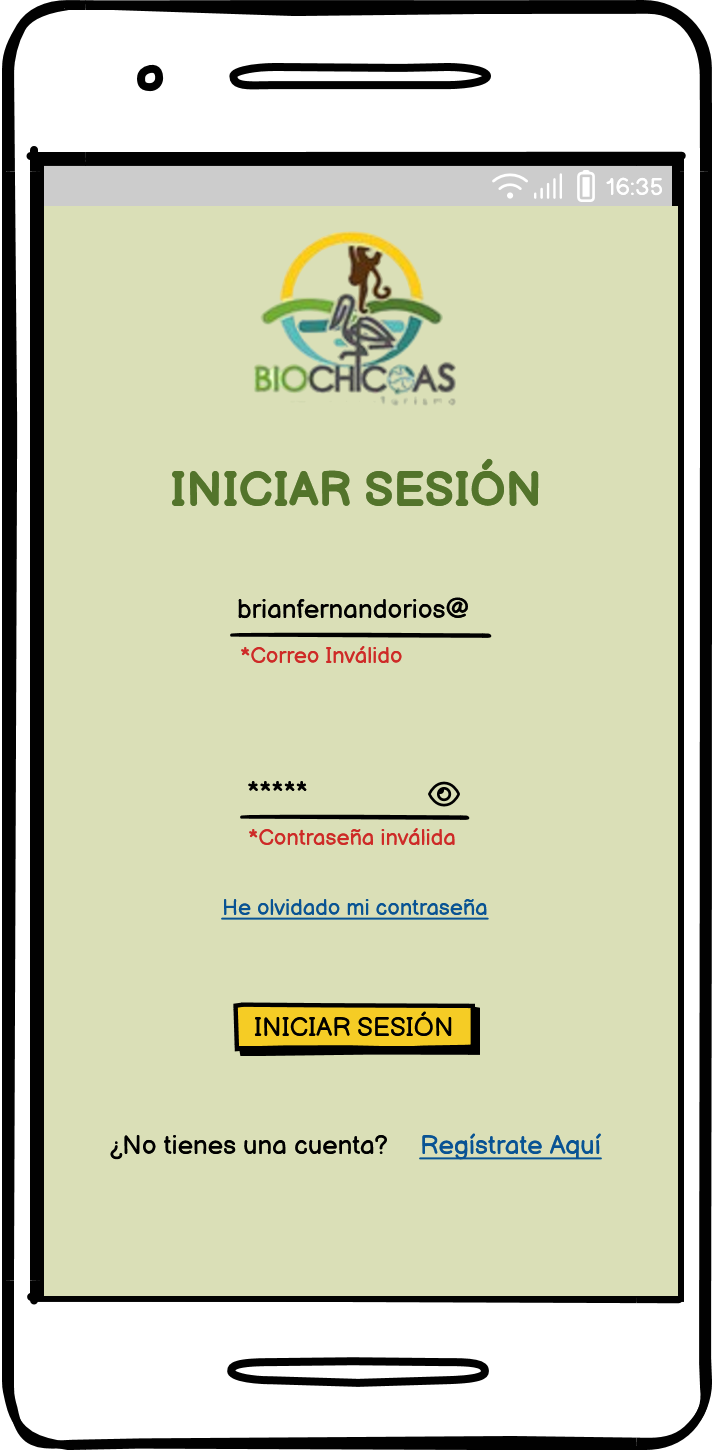 16:35
BIOCHICOAS
Turismo
INICIAR SESIÓN
brianfernandorios@
*Correo Inválido
*****
*Contraseña inválida
He olvidado mi contraseña
INICIAR SESIÓN
¿No tienes una cuenta? Regístrate Aquí